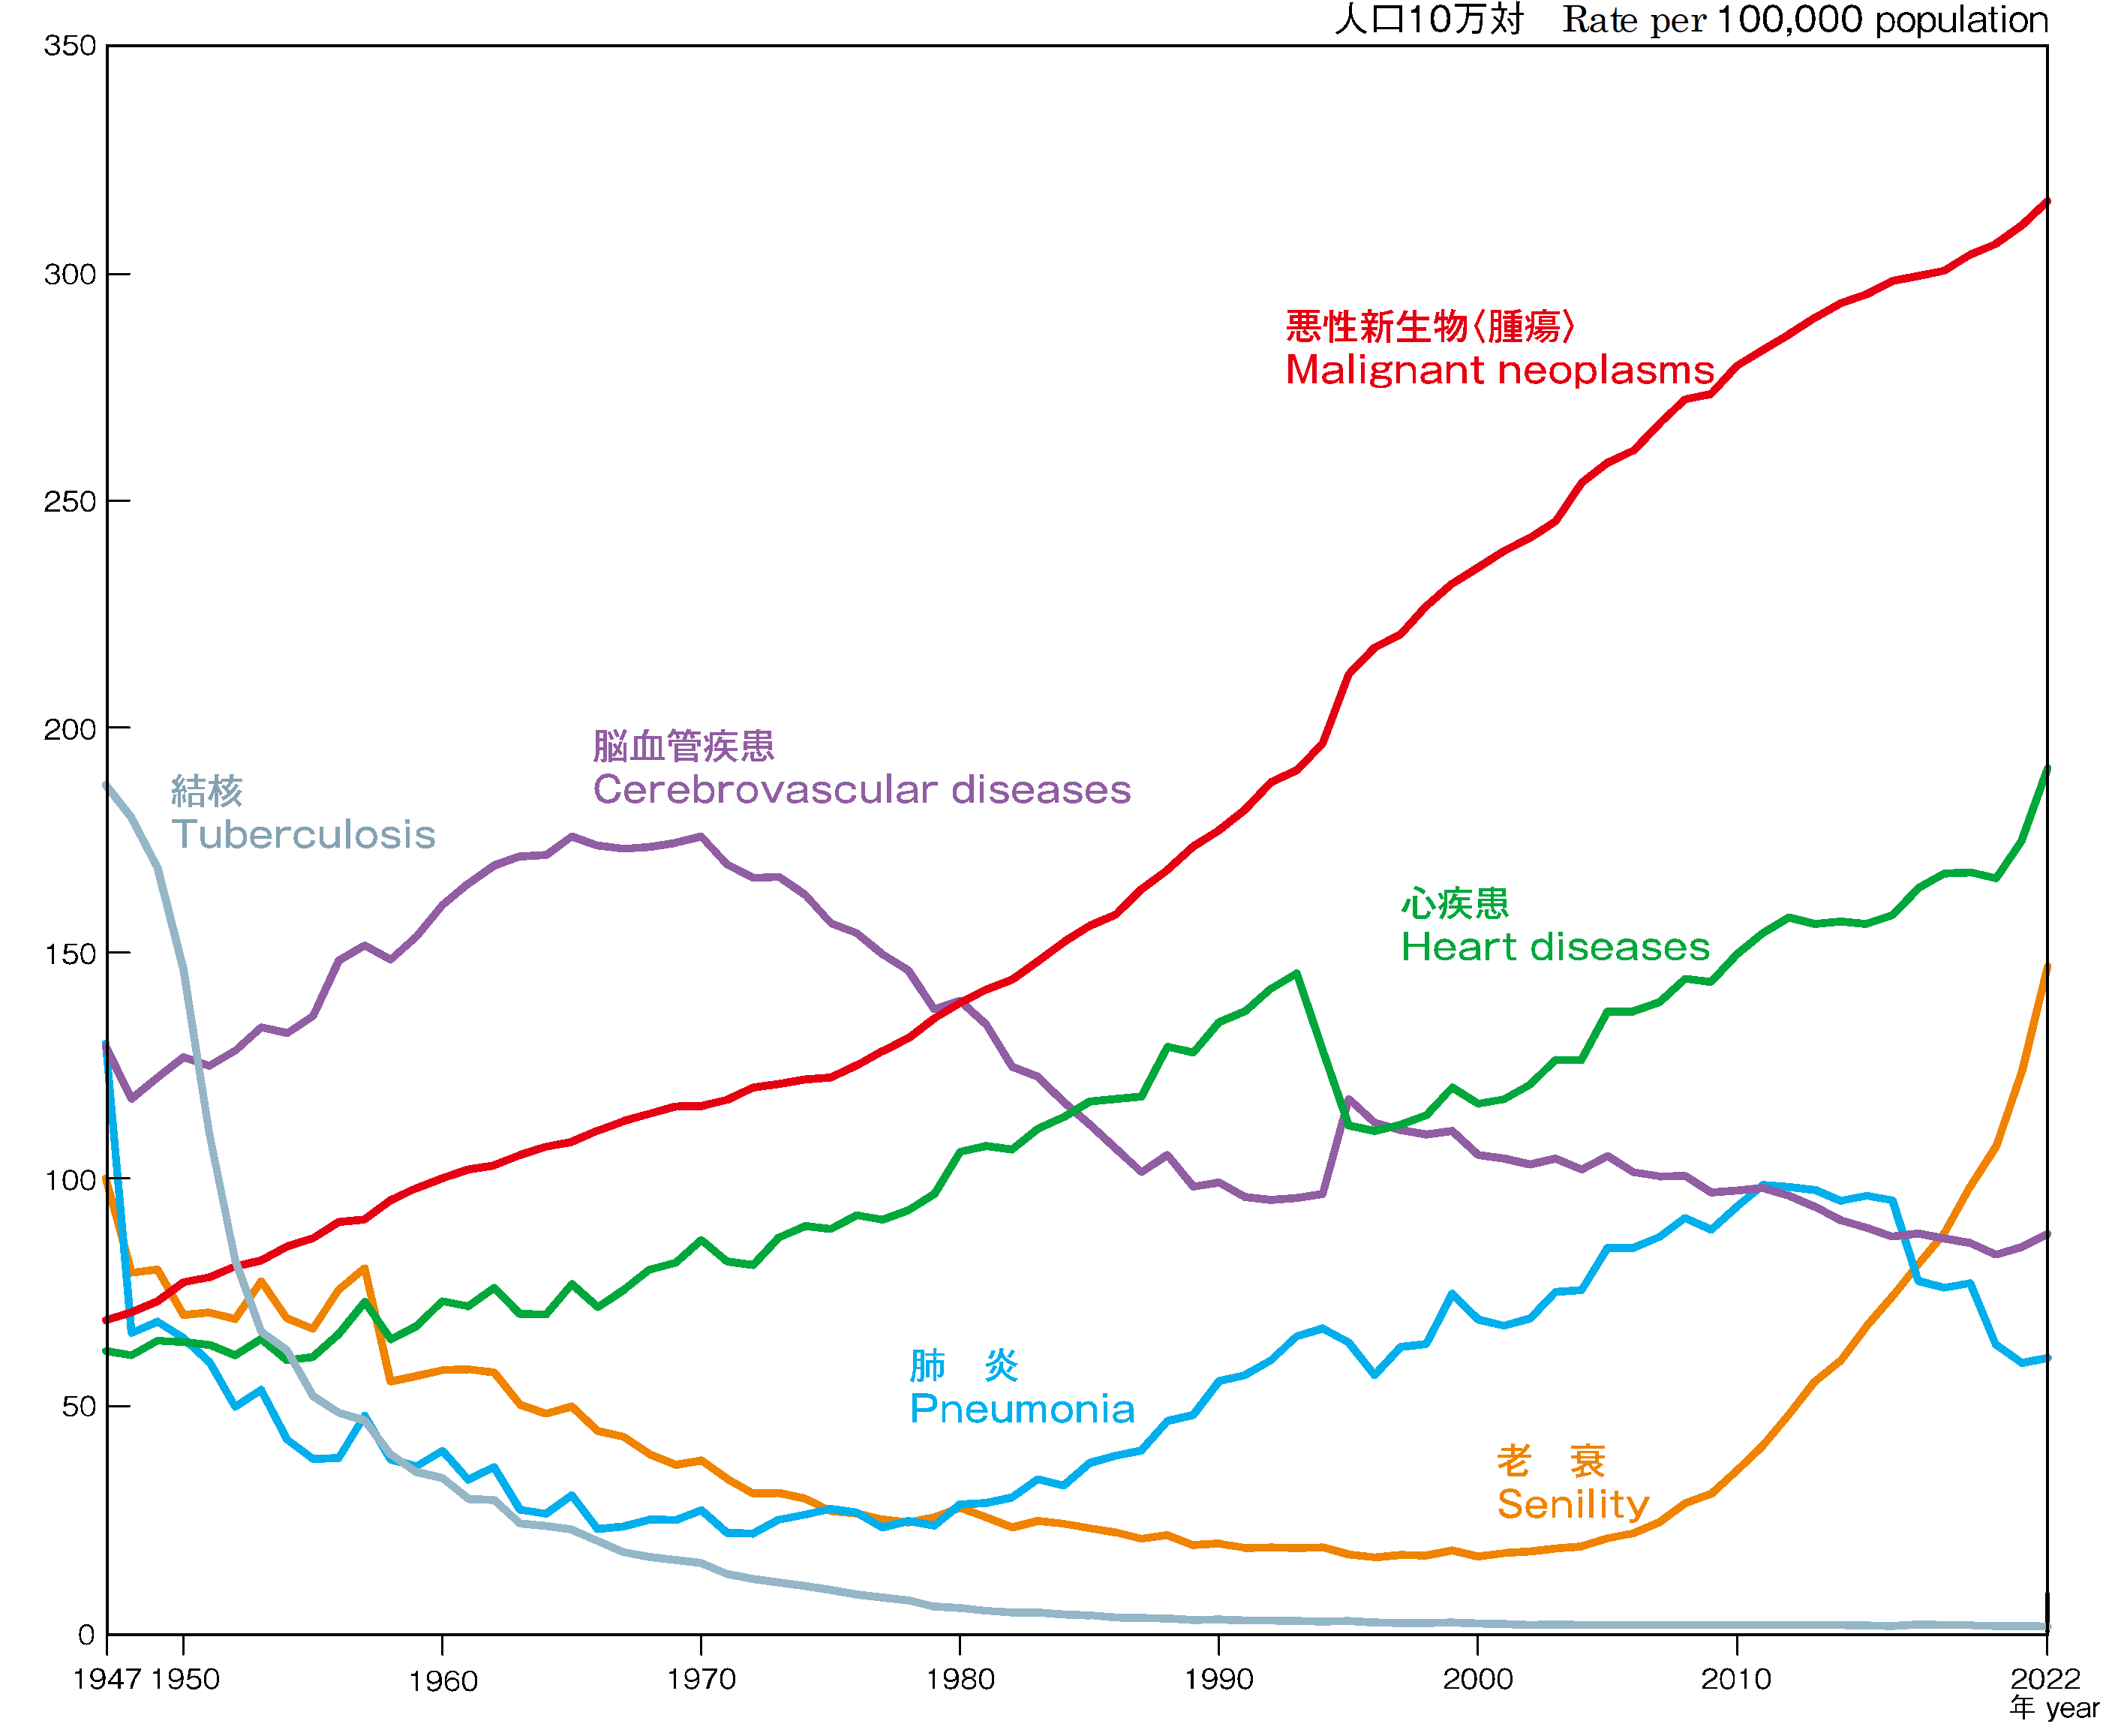 人口10万対　Rate per 100,000 population
350
300
250
200
150
100
50
0
悪性新生物〈腫瘍〉
Malignant neoplasms
脳血管疾患
Cerebrovascular diseases
結核
Tuberculosis
心疾患
Heart diseases
肺　炎
Pneumonia
老　衰
Senility
1947 1950 1960 1970 1980 1990 2000 2010 2022
年 year